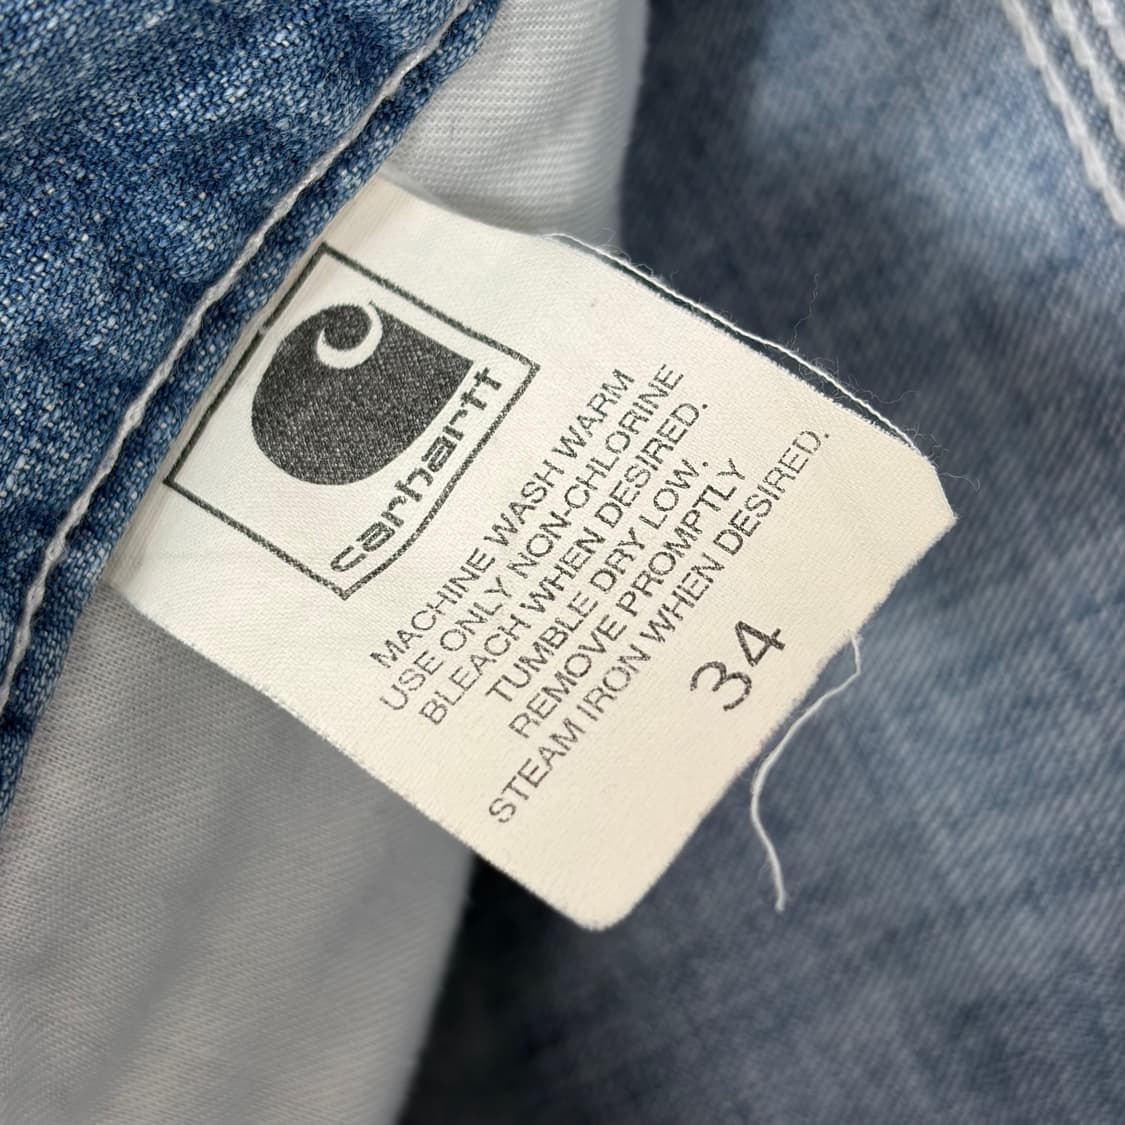 carhartt
MACHINE WASH WARM
USE ONLY NON-CHLORINE
BLEACH WHEN DESIRED.
TUMBLE DRY LOW.
REMOVE PROMPTLY
STEAM IRON WHEN DESIRED.
34